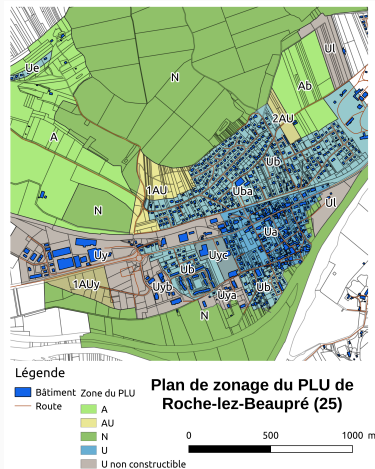 Ul
Ue
N
Ab
2AU
A
Ub
1AU
Uba
Ul
N
Ua
Uy
Uyc
Ub
1AUy
Uyb
Uya
Ub
N
Légende
Bâtiment
Route
Zone du PLU
A
AU
N
U
U non constructible
Plan de zonage du PLU de
Roche-lez-Beaupré (25)
0 500 1000 m